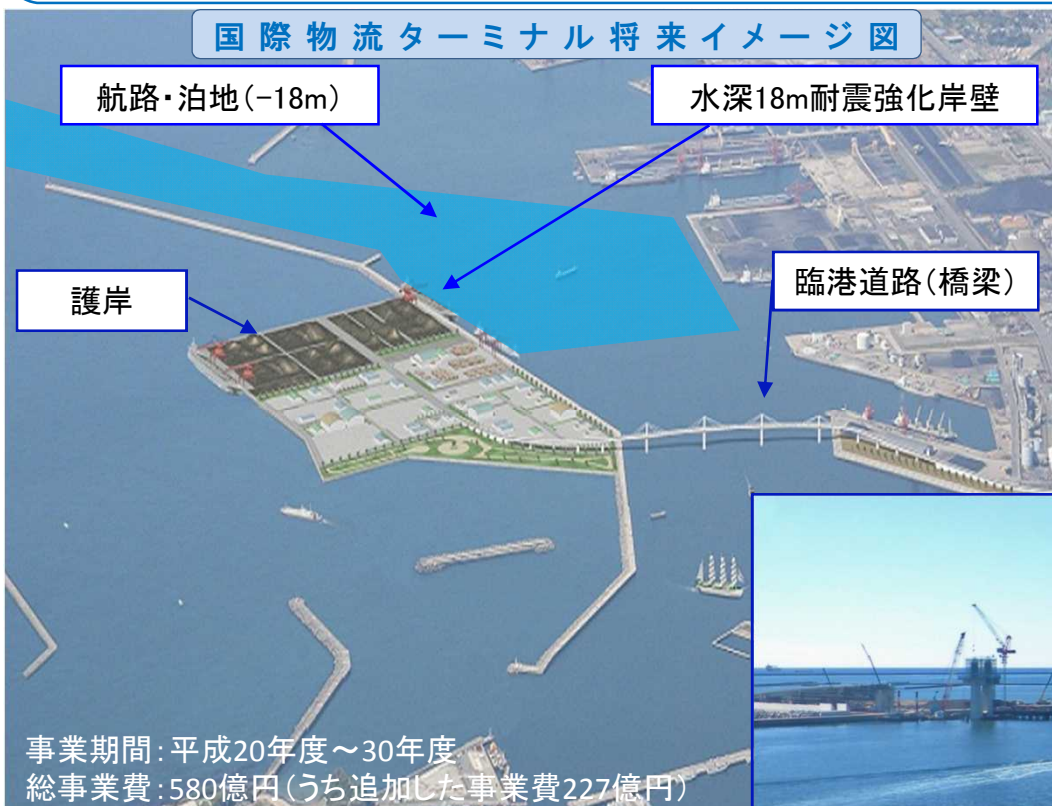 国際物流ターミナル将来イメージ図
航路・泊地(-18m)
水深18m耐震強化岸壁
護岸
臨港道路(橋梁)
事業期間:平成20年度～30年度
総事業費:580億円(うち追加した事業費227億円)